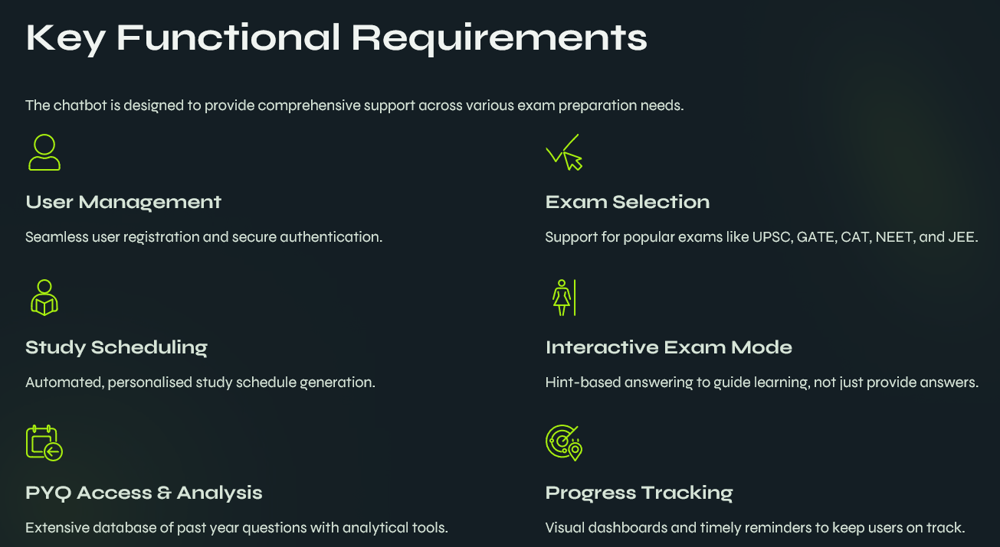 Key Functional Requirements
The chatbot is designed to provide comprehensive support across various exam preparation needs.
User Management
Seamless user registration and secure authentication.
Exam Selection
Support for popular exams like UPSC, GATE, CAT, NEET, and JEE.
Study Scheduling
Automated, personalised study schedule generation.
Interactive Exam Mode
Hint-based answering to guide learning, not just provide answers.
PYQ Access & Analysis
Extensive database of past year questions with analytical tools.
Progress Tracking
Visual dashboards and timely reminders to keep users on track.